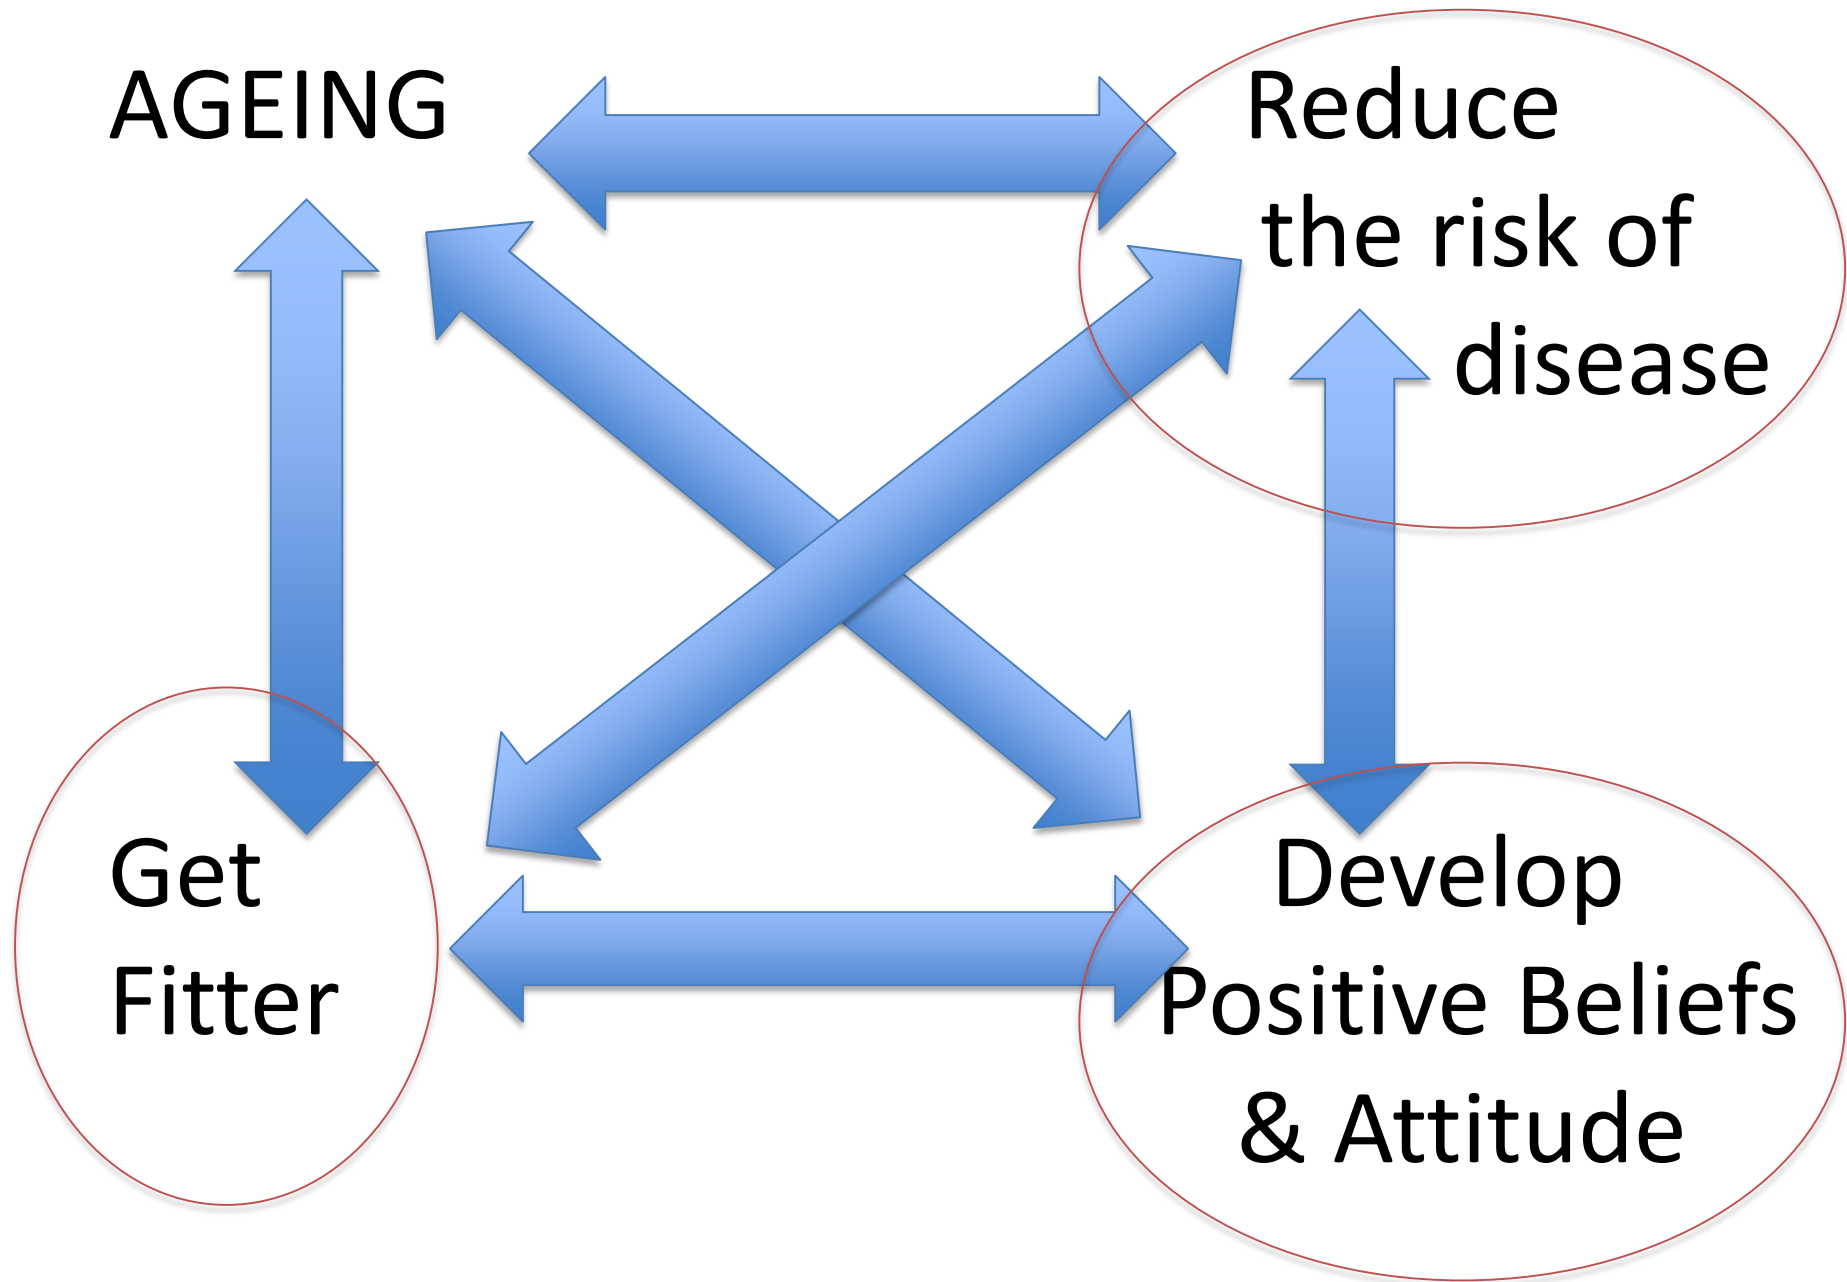 AGEING
Reduce
the risk of
disease
Get
Fitter
Develop
Positive Beliefs
& Attitude